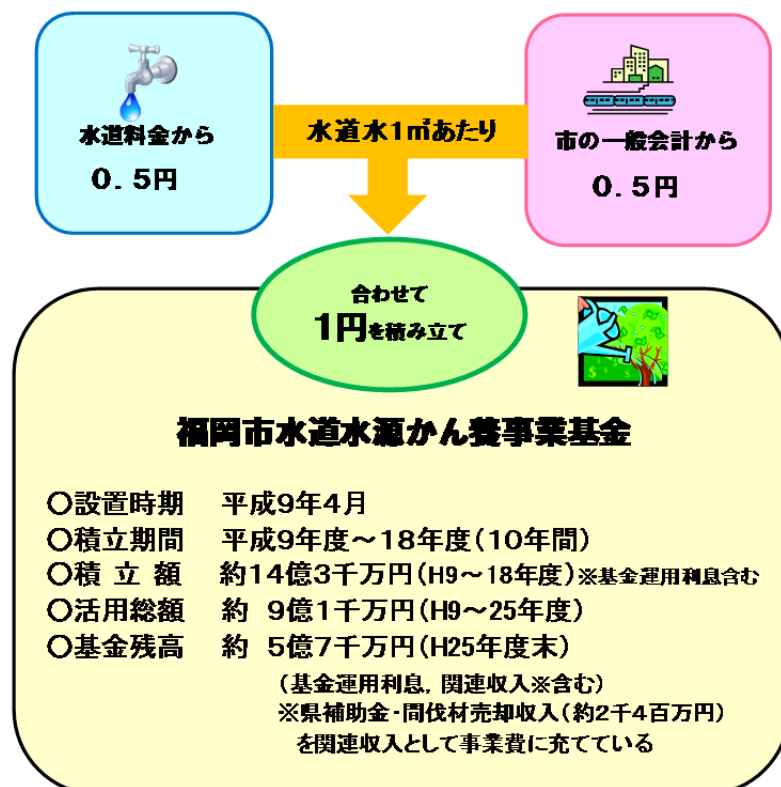 水道料金から
0.5円
水道水1㎥あたり
市の一般会計から
0.5円
合わせて
1円を積み立て
福岡市水道水源かん養事業基金
○設置時期 平成9年4月
○積立期間 平成9年度～18年度(10年間)
○積 立 額 約14億3千万円(H9～18年度)※基金運用利息含む
○活用総額 約 9億1千万円(H9～25年度)
○基金残高 約 5億7千万円(H25年度末)
(基金運用利息，関連収入※含む)
※県補助金・間伐材売却収入(約2千4百万円)
を関連収入として事業費に充てている